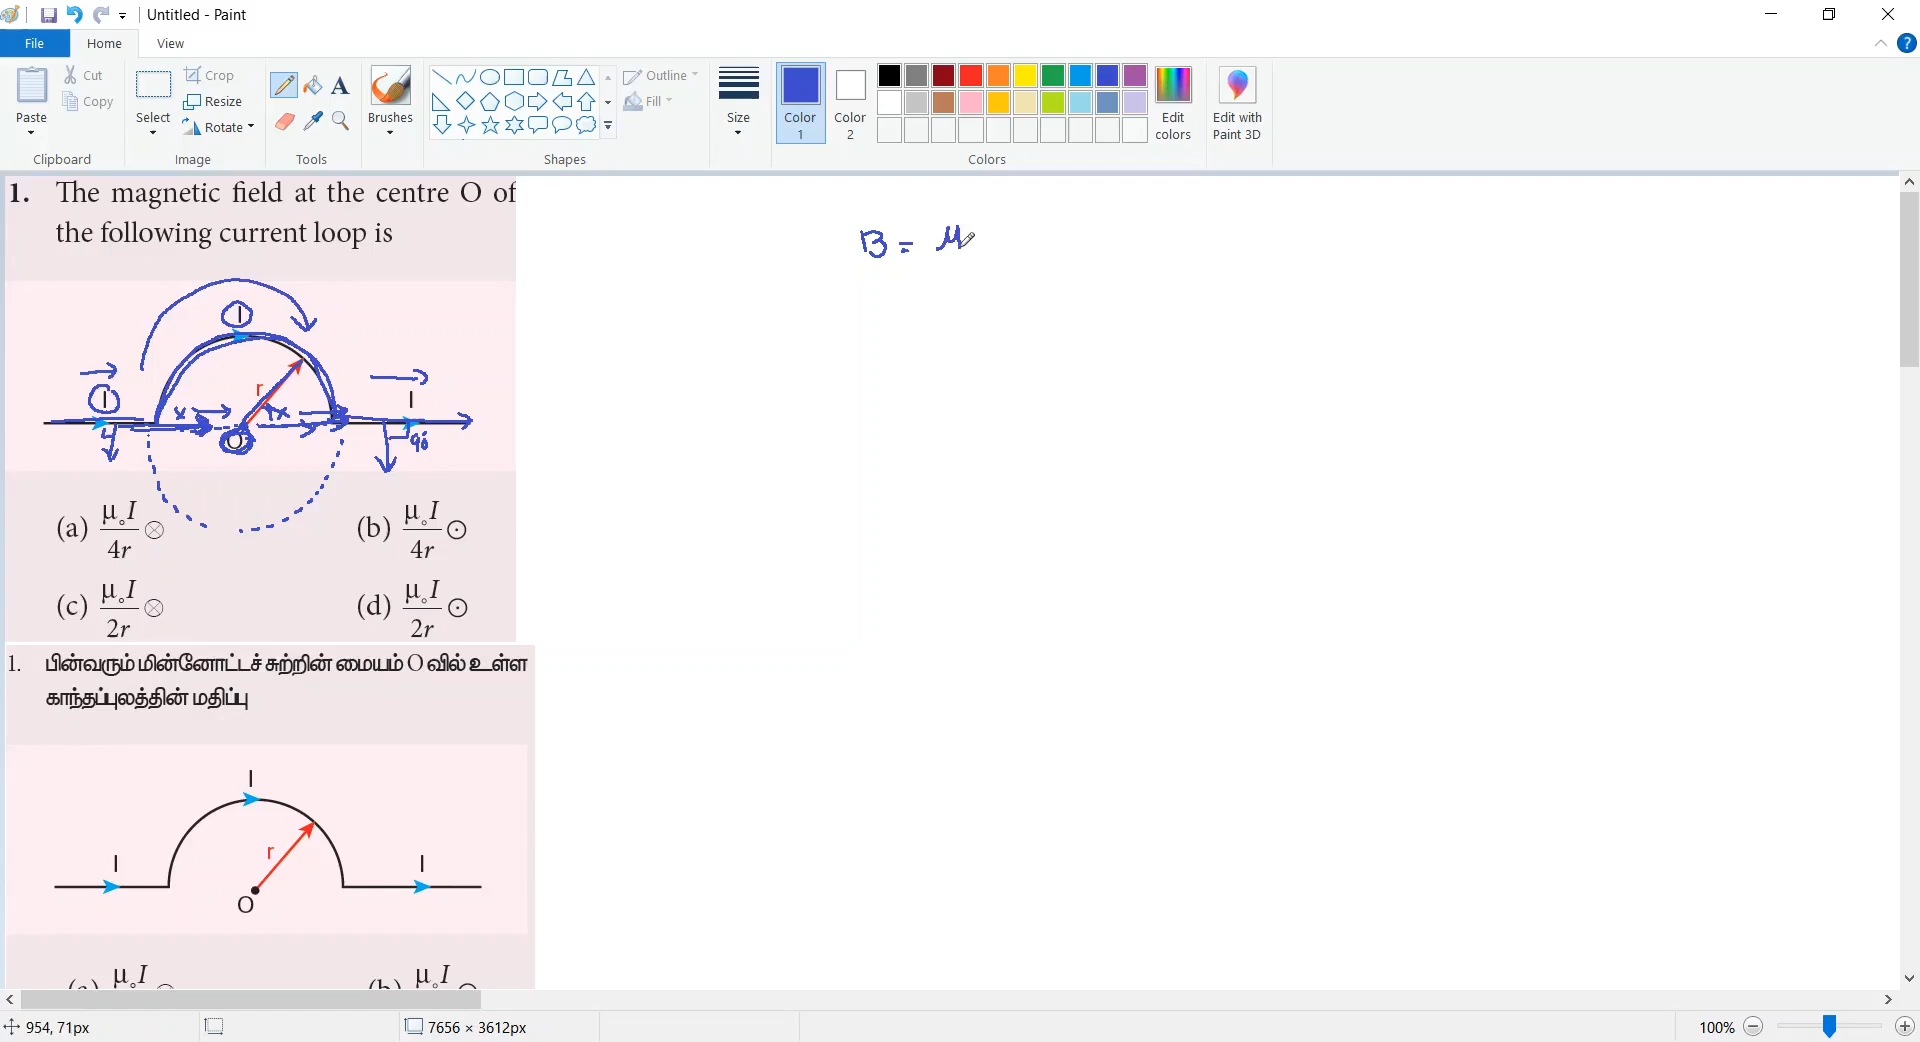 Untitled - Paint
File Home View
Paste Cut Copy
Clipboard
Select Crop Resize Rotate
Image
A
Tools
Brushes
Outline Fill
Shapes
Size
Color 1 Color 2
Edit colors
Edit with Paint 3D
Colors
1. The magnetic field at the centre O of
the following current loop is
I
I
I
r
x
x
O
90°
(a) μ₀I/4r ⊗ (b) μ₀I/4r ⊙
(c) μ₀I/2r ⊗ (d) μ₀I/2r ⊙
B = μ
1. பின்வரும் மின்னோட்டச் சுற்றின் மையம் O வில் உள்ள
காந்தப்புலத்தின் மதிப்பு
I
I
I
r
O
μ₀I μ₀I
954, 71px
7656 × 3612px
100%